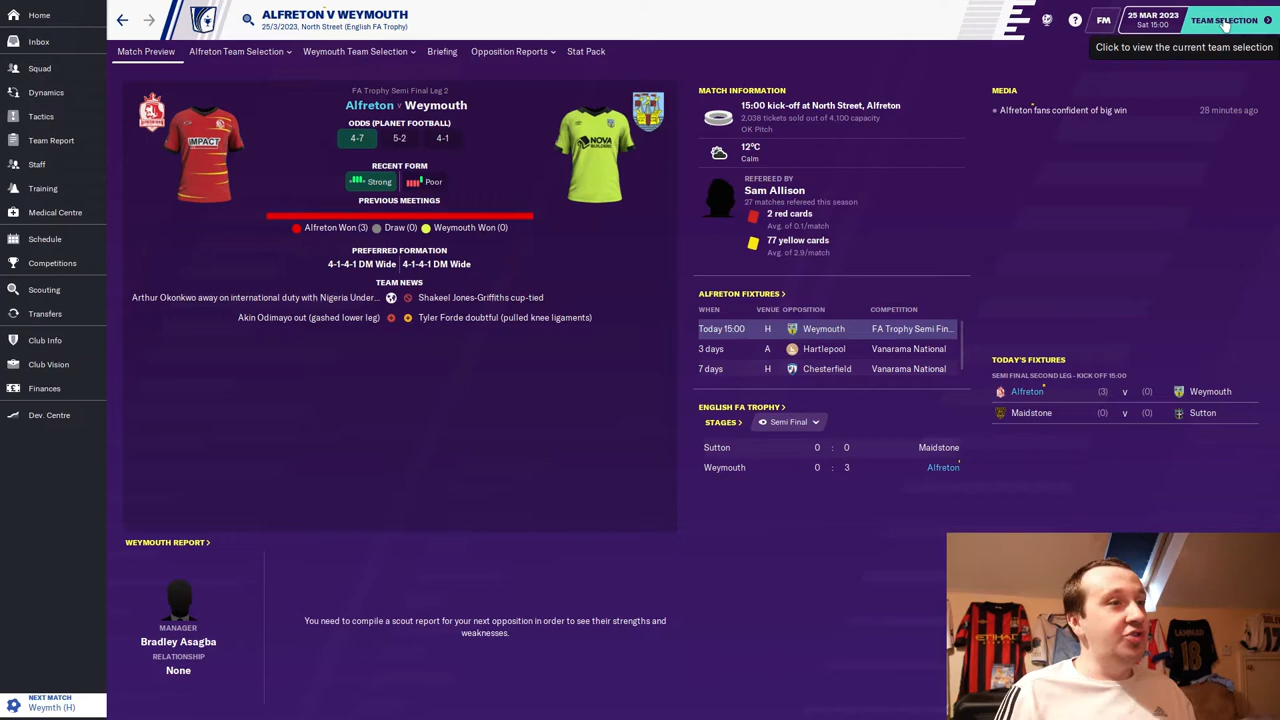 ALFRETON V WEYMOUTH
25/3/2023, North Street (English FA Trophy)
FM
25 MAR 2023
Sat 15:00
TEAM SELECTION
Click to view the current team selection
Home
Inbox
Squad
Dynamics
Tactics
Team Report
Staff
Training
Medical Centre
Schedule
Competitions
Scouting
Transfers
Club Info
Club Vision
Finances
Dev. Centre
NEXT MATCH
Weymth (H)
Match Preview
Alfreton Team Selection
Weymouth Team Selection
Briefing
Opposition Reports
Stat Pack
FA Trophy Semi Final Leg 2
Alfreton v Weymouth
ODDS (PLANET FOOTBALL)
4-7 5-2 4-1
RECENT FORM
Strong Poor
PREVIOUS MEETINGS
Alfreton Won (3) Draw (0) Weymouth Won (0)
PREFERRED FORMATION
4-1-4-1 DM Wide 4-1-4-1 DM Wide
TEAM NEWS
Arthur Okonkwo away on international duty with Nigeria Under... Shakeel Jones-Griffiths cup-tied
Akin Odimayo out (gashed lower leg) Tyler Forde doubtful (pulled knee ligaments)
IMPACT
NOVA
WEYMOUTH REPORT >
MANAGER
Bradley Asagba
RELATIONSHIP
None
You need to compile a scout report for your next opposition in order to see their strengths and
weaknesses.
MATCH INFORMATION
15:00 kick-off at North Street, Alfreton
2,038 tickets sold out of 4,100 capacity
OK Pitch
12°C
Calm
REFEREED BY
Sam Allison
27 matches refereed this season
2 red cards
Avg. of 0.1/match
77 yellow cards
Avg. of 2.9/match
ALFRETON FIXTURES >
WHEN VENUE OPPOSITION COMPETITION
Today 15:00 H Weymouth FA Trophy Semi Fin...
3 days A Hartlepool Vanarama National
7 days H Chesterfield Vanarama National
ENGLISH FA TROPHY >
STAGES > Semi Final
Sutton 0 : 0 Maidstone
Weymouth 0 : 3 Alfreton
MEDIA
Alfreton fans confident of big win 28 minutes ago
TODAY'S FIXTURES
SEMI FINAL SECOND LEG - KICK OFF 15:00
Alfreton (3) v (0) Weymouth
Maidstone (0) v (0) Sutton
ETIHAD
LAMPARD
18